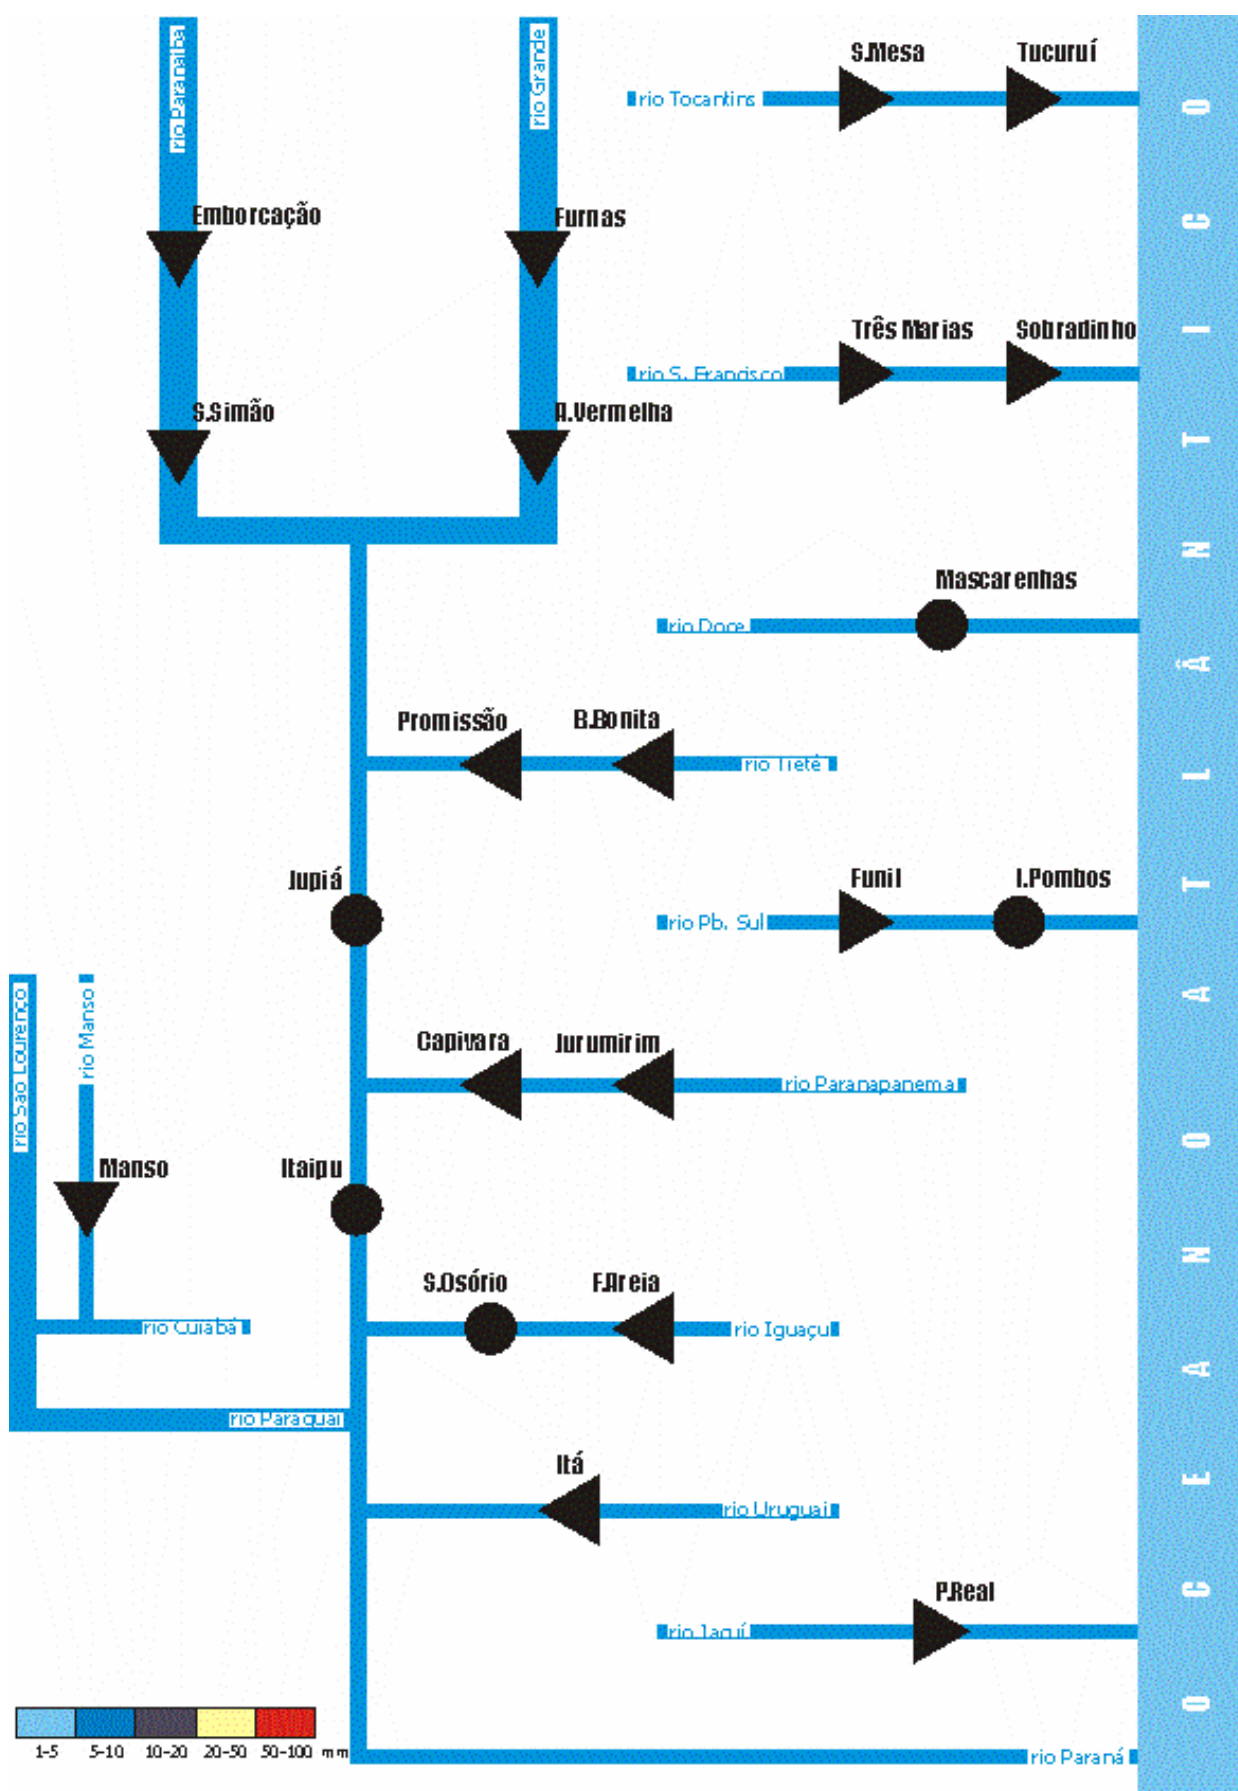 rio Paranaíba
rio Grande
S.Mesa
Tucuruí
rio Tocantins
Emborcação
Furnas
Três Marias
Sobradinho
rio S. Francisco
S.Simão
A.Vermelha
Mascarenhas
rio Doce
Promissão
B.Bonita
rio Tietê
Jupiá
Funil
I.Pombos
rio Pb. Sul
rio São Lourenço
rio Manso
Capivara
Jurumirim
rio Paranapanema
Manso
Itaipu
S.Osório
F.Areia
rio Cuiabá
rio Iguaçu
rio Paraguai
Itá
rio Uruguai
P.Real
rio Jacuí
1-5 5-10 10-20 20-50 50-100 mm
rio Paraná
OCEANO ATLÂNTICO